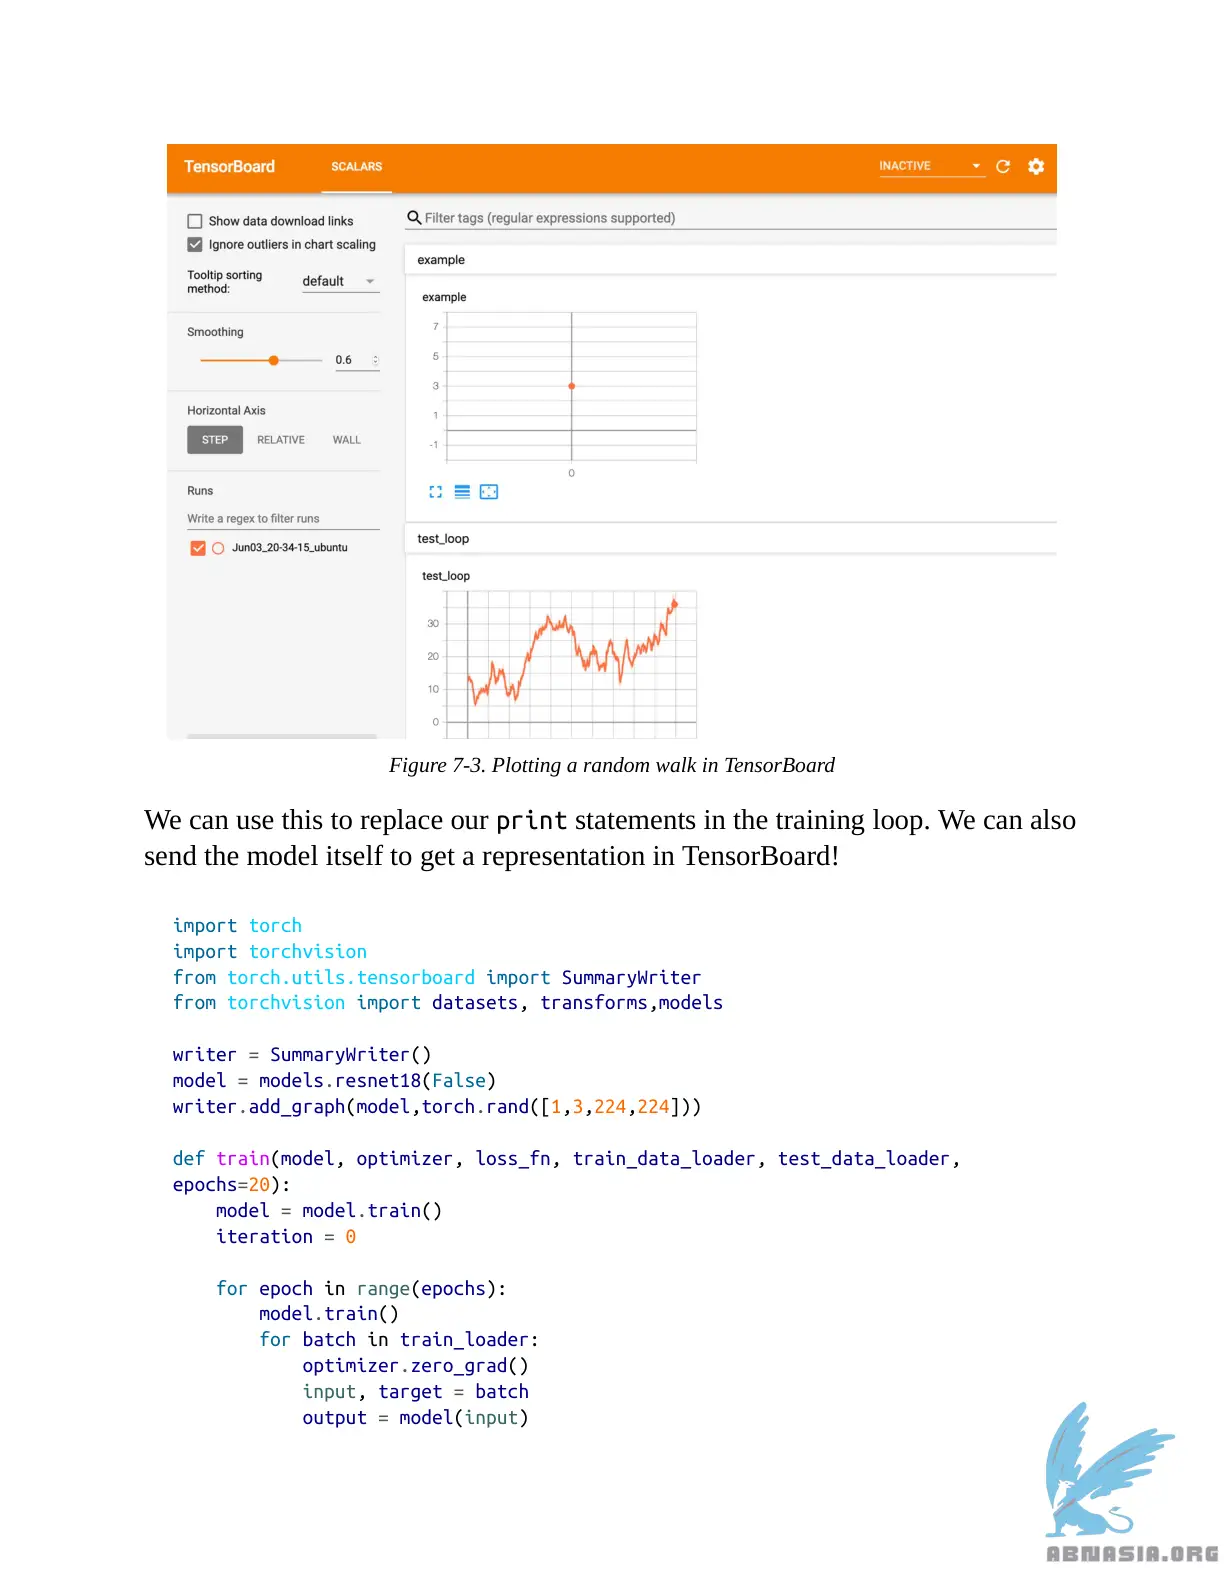 TensorBoard SCALARS INACTIVE
Show data download links
Ignore outliers in chart scaling
Tooltip sorting method: default
Smoothing
0.6
Horizontal Axis
STEP RELATIVE WALL
Runs
Write a regex to filter runs
Jun03_20-34-15_ubuntu
Filter tags (regular expressions supported)
example
example
7
5
3
1
-1
0
test_loop
test_loop
30
20
10
0
Figure 7-3. Plotting a random walk in TensorBoard
We can use this to replace our print statements in the training loop. We can also
send the model itself to get a representation in TensorBoard!
import torch
import torchvision
from torch.utils.tensorboard import SummaryWriter
from torchvision import datasets, transforms,models
writer = SummaryWriter()
model = models.resnet18(False)
writer.add_graph(model,torch.rand([1,3,224,224]))
def train(model, optimizer, loss_fn, train_data_loader, test_data_loader,
epochs=20):
    model = model.train()
    iteration = 0
    for epoch in range(epochs):
        model.train()
        for batch in train_loader:
            optimizer.zero_grad()
            input, target = batch
            output = model(input)
ABNASIA.ORG